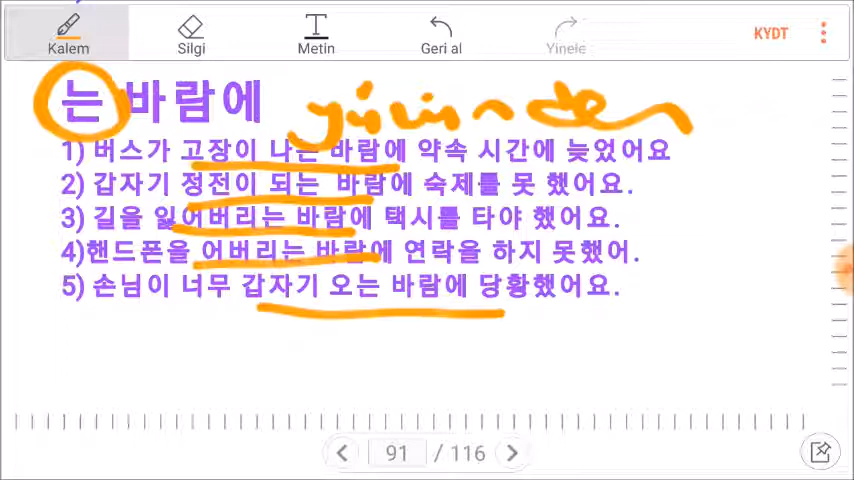 Kalem Silgi Metin Geri al Yinele KYDT
는 바람에 yüzünden
1) 버스가 고장이 나는 바람에 약속 시간에 늦었어요
2) 갑자기 정전이 되는 바람에 숙제를 못 했어요.
3) 길을 잃어버리는 바람에 택시를 타야 했어요.
4)핸드폰을 어버리는 바람에 연락을 하지 못했어.
5) 손님이 너무 갑자기 오는 바람에 당황했어요.
91 / 116